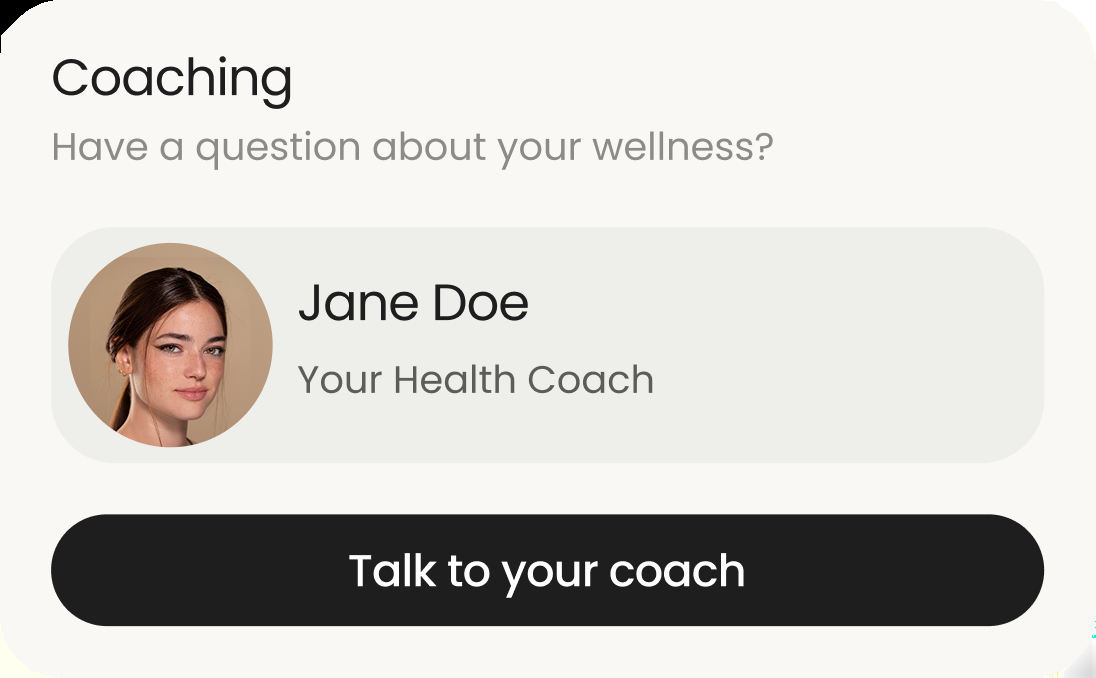 Coaching
Have a question about your wellness?
Jane Doe
Your Health Coach
Talk to your coach